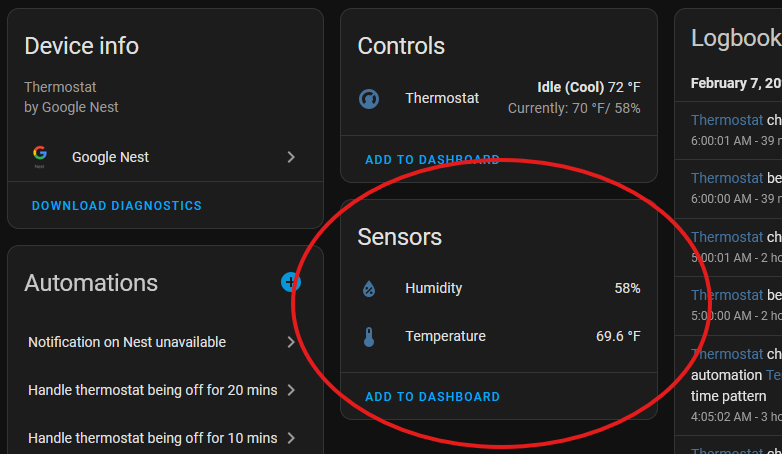 Device info
Thermostat
by Google Nest
Google Nest
DOWNLOAD DIAGNOSTICS
Automations
Notification on Nest unavailable
Handle thermostat being off for 20 mins
Handle thermostat being off for 10 mins
Controls
Thermostat
Idle (Cool) 72 °F
Currently: 70 °F/ 58%
ADD TO DASHBOARD
Sensors
Humidity
58%
Temperature
69.6 °F
ADD TO DASHBOARD
Logbook
February 7, 20
Thermostat ch
6:00:01 AM - 39 m
Thermostat be
6:00:00 AM - 39 m
Thermostat ch
5:00:01 AM - 2 ho
Thermostat be
5:00:00 AM - 2 ho
Thermostat ch
automation Te
time pattern
4:05:02 AM - 3 ho